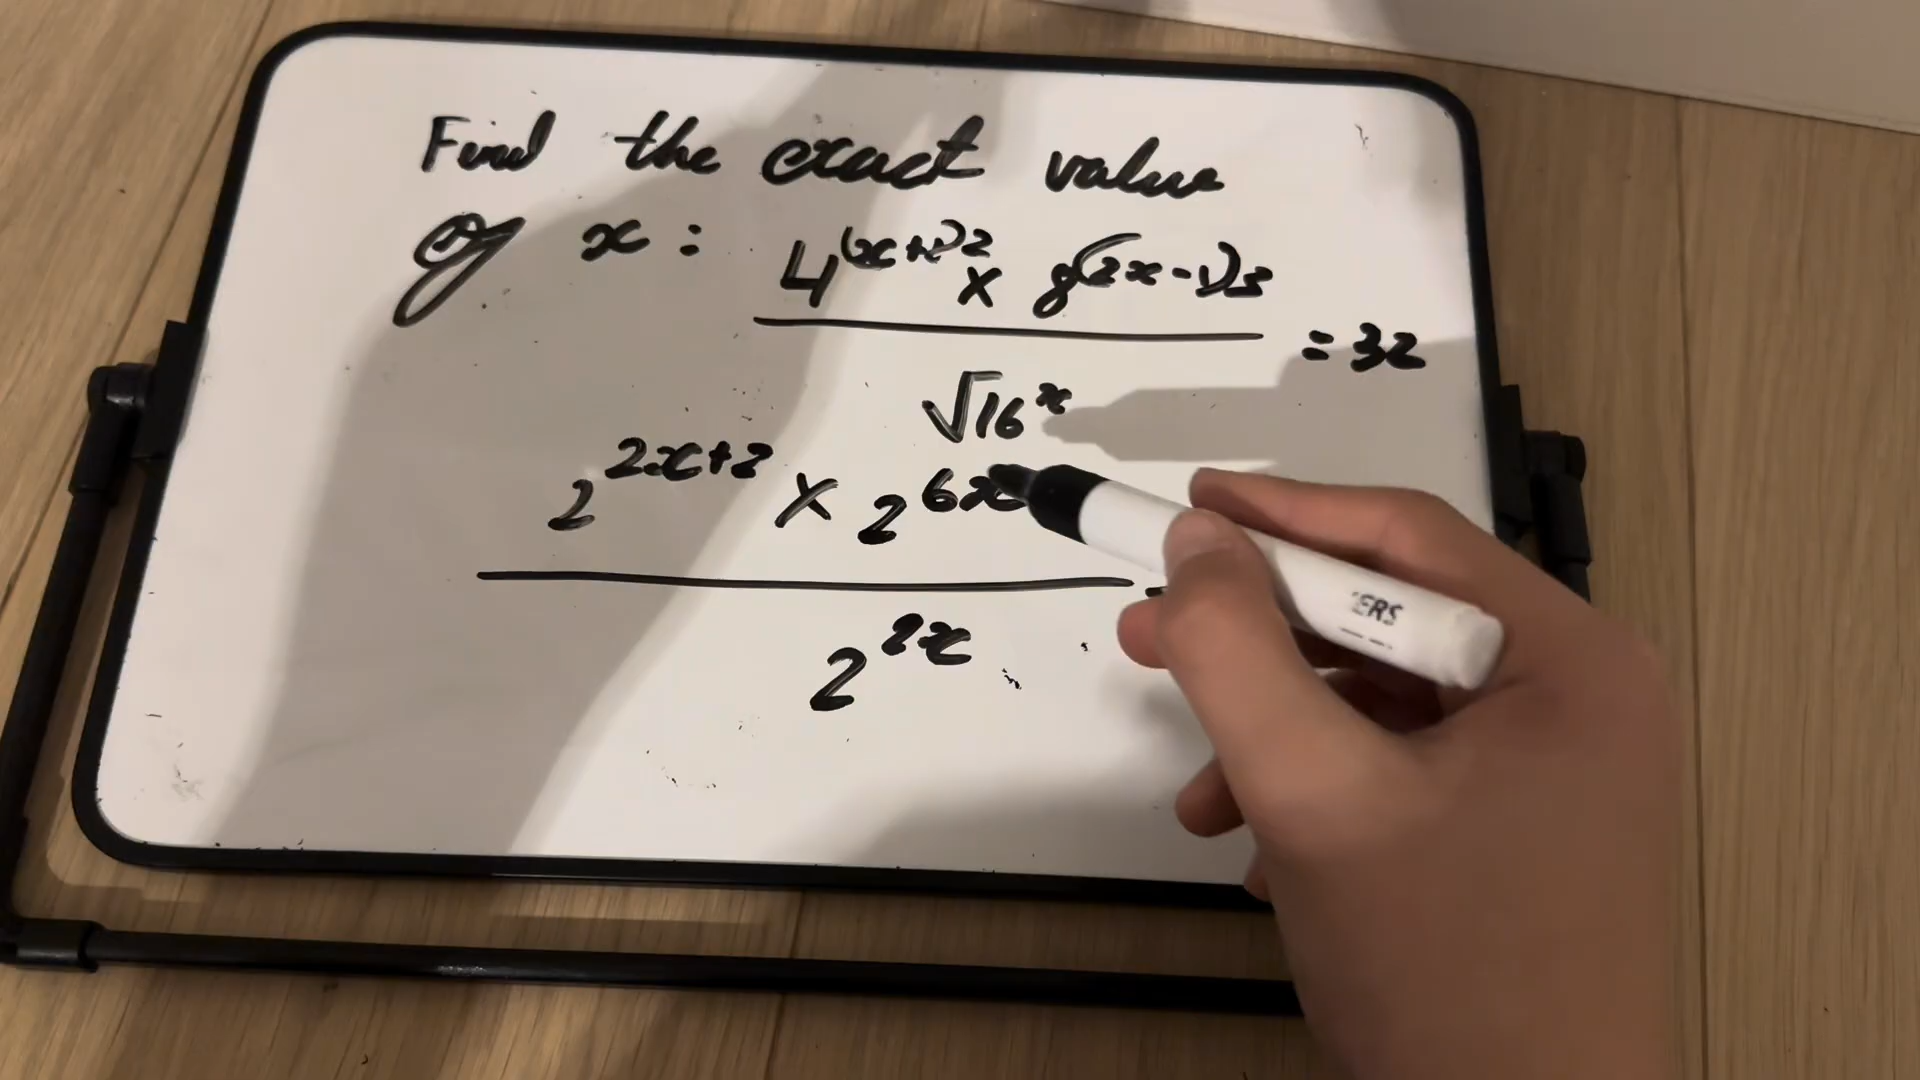 Find the exact value
of x : 4^(x+1)2 × 8^(2x-1)3
= 32
√16^x
2^2x+2 × 2^6x
2^2x
ERS